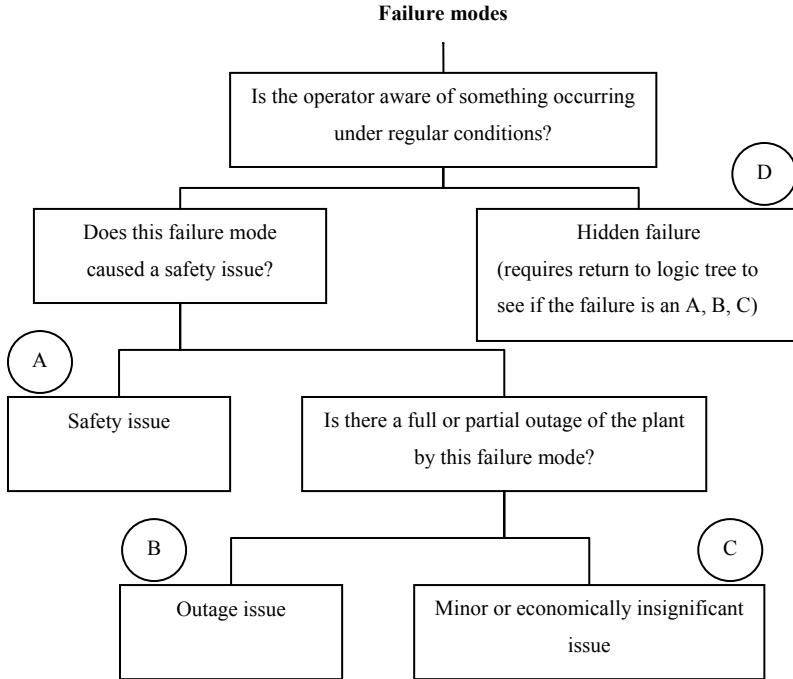 Failure modes
Is the operator aware of something occurring
under regular conditions?
D
Does this failure mode
caused a safety issue?
Hidden failure
(requires return to logic tree to
see if the failure is an A, B, C)
A
Safety issue
Is there a full or partial outage of the plant
by this failure mode?
B
Outage issue
C
Minor or economically insignificant
issue